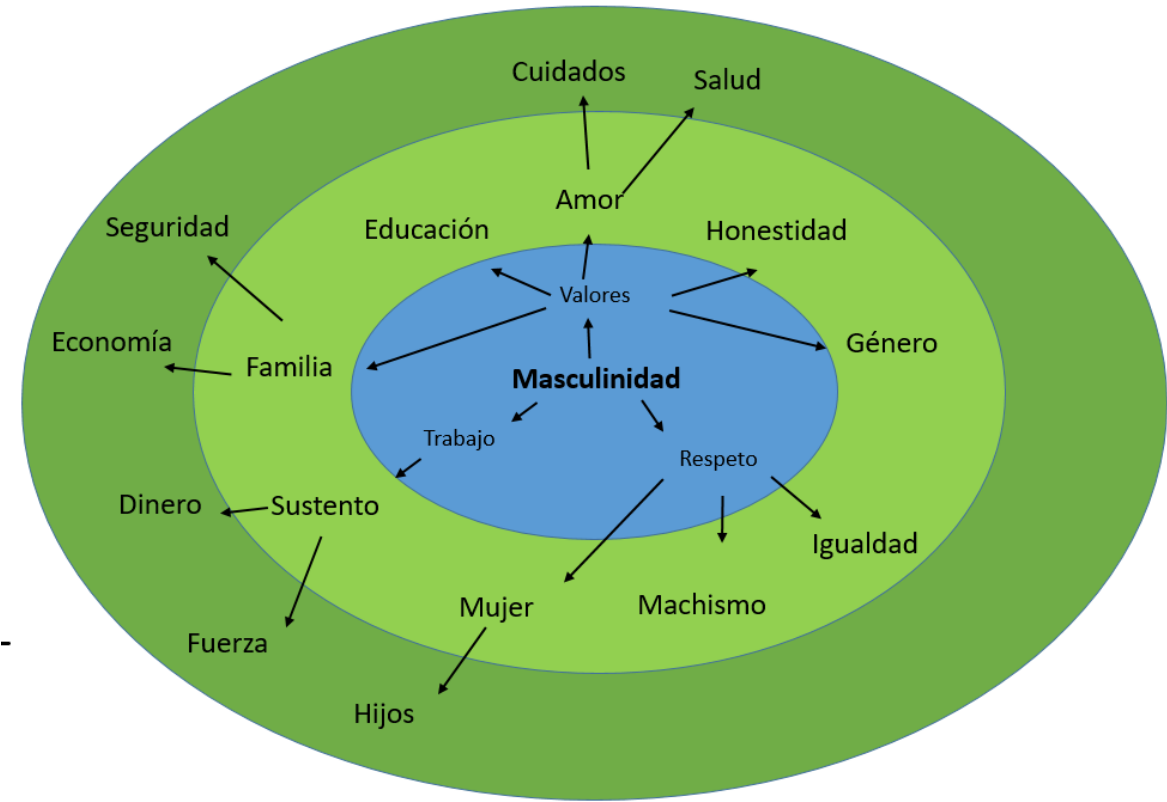 Cuidados
Salud
Amor
Seguridad
Educación
Honestidad
Valores
Economía
Familia
Género
Masculinidad
Trabajo
Respeto
Dinero
Sustento
Igualdad
Mujer
Machismo
Fuerza
-
Hijos